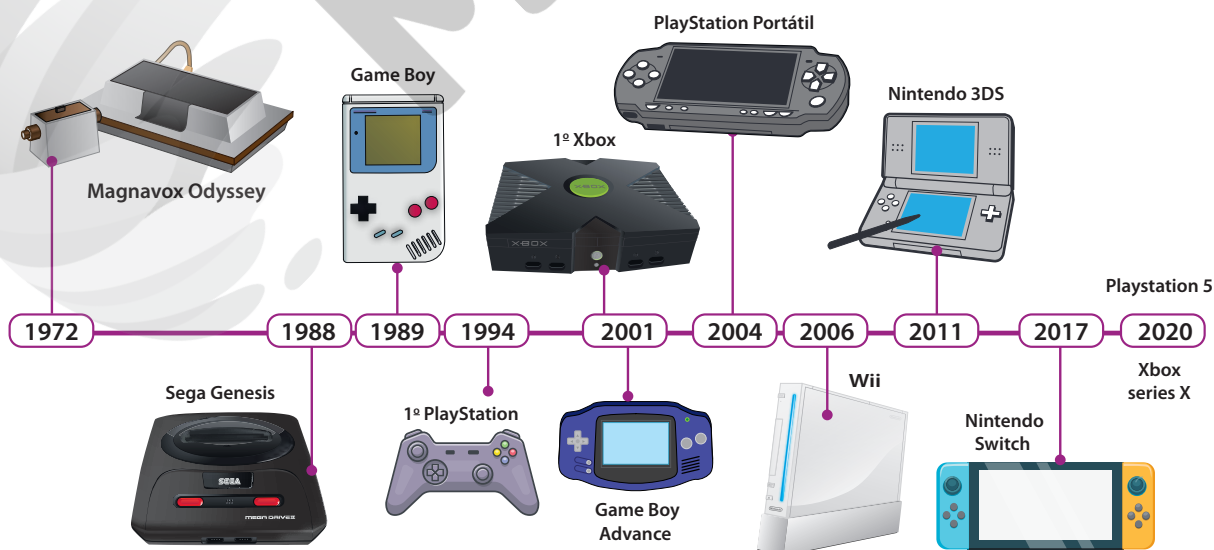 PlayStation Portátil
Game Boy
Nintendo 3DS
1º Xbox
XBOX
X-BOX
Magnavox Odyssey
Playstation 5
1972
1988
1989
1994
2001
2004
2006
2011
2017
2020
Sega Genesis
SEGA
MEGA DRIVE II
1º PlayStation
Game Boy
Advance
Wii
Nintendo
Switch
Xbox
series X